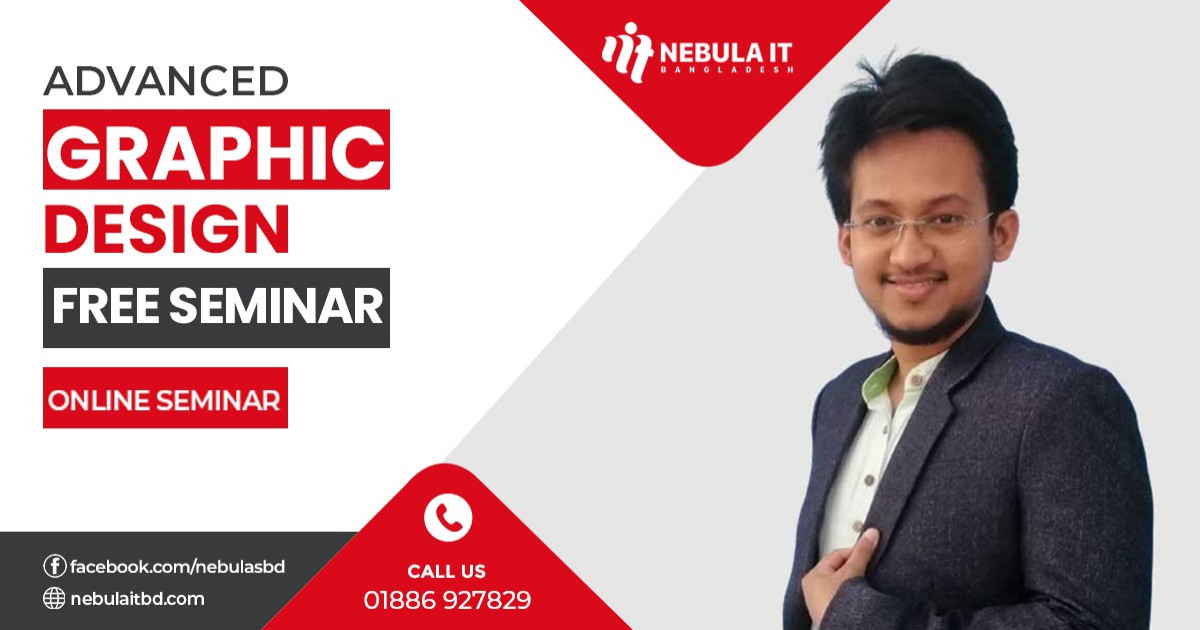 ADVANCED
GRAPHIC
DESIGN
FREE SEMINAR
ONLINE SEMINAR
NEBULA IT
BANGLADESH
facebook.com/nebulasbd
nebulaitbd.com
CALL US
01886 927829